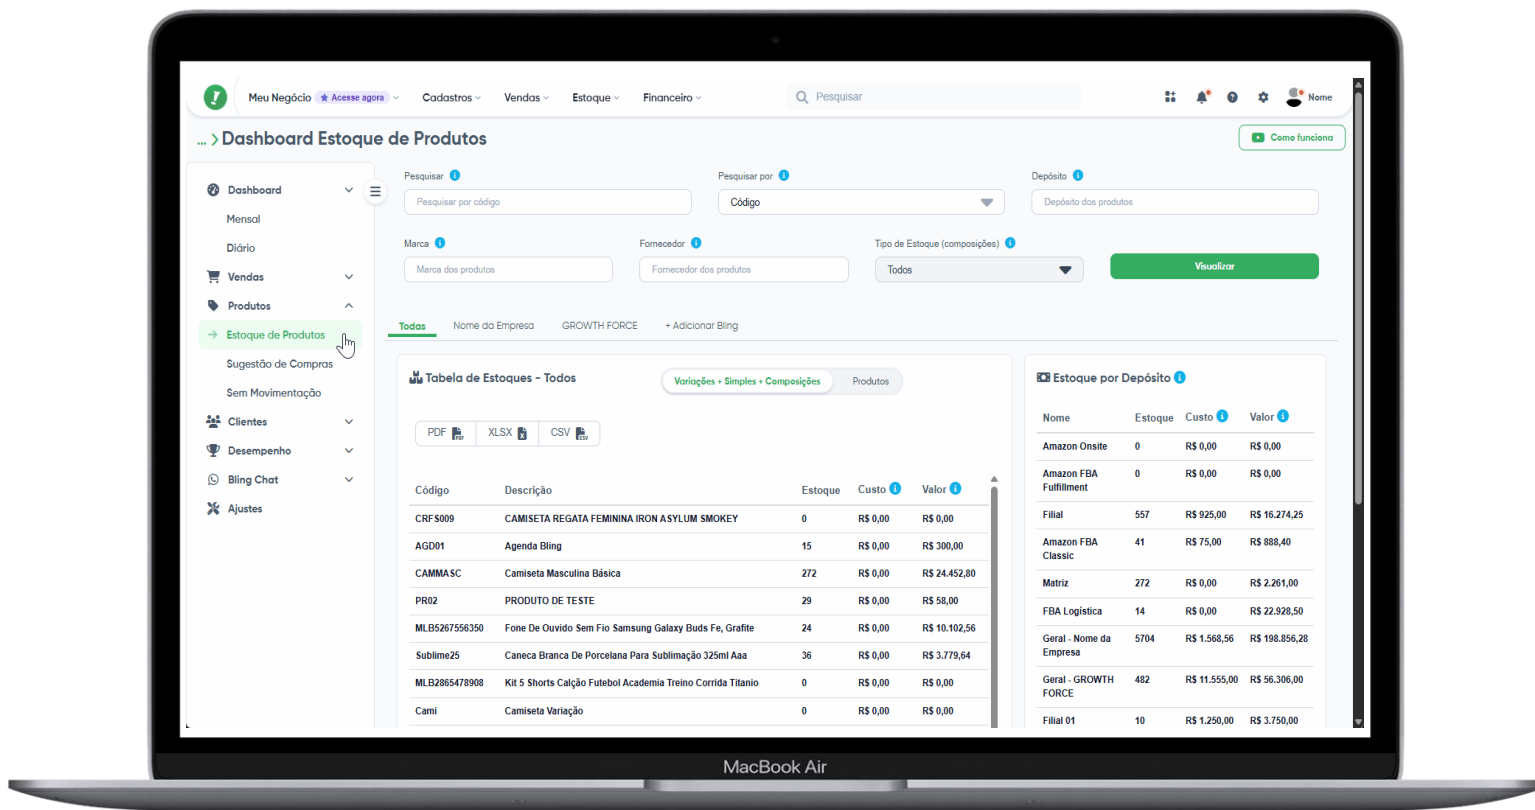 Meu Negócio Acesse agora Cadastros Vendas Estoque Financeiro Pesquisar Nome
... Dashboard Estoque de Produtos Como funciona
Dashboard
Mensal
Diário
Vendas
Produtos
Estoque de Produtos
Sugestão de Compras
Sem Movimentação
Clientes
Desempenho
Bling Chat
Ajustes
Pesquisar Pesquisar por Depósito
Pesquisar por código Código Depósito dos produtos
Marca Fornecedor Tipo de Estoque (composições)
Marca dos produtos Fornecedor dos produtos Todos Visualizar
Todas Nome da Empresa GROWTH FORCE + Adicionar Bling
Tabela de Estoques - Todos Variações + Simples + Composições Produtos
PDF XLSX CSV
Código Descrição Estoque Custo Valor
CRFS009 CAMISETA REGATA FEMININA IRON ASYLUM SMOKEY 0 R$ 0,00 R$ 0,00
AGD01 Agenda Bling 15 R$ 0,00 R$ 300,00
CAMMASC Camiseta Masculina Básica 272 R$ 0,00 R$ 24.452,80
PR02 PRODUTO DE TESTE 29 R$ 0,00 R$ 58,00
MLB5267556350 Fone De Ouvido Sem Fio Samsung Galaxy Buds Fe, Grafite 24 R$ 0,00 R$ 10.102,56
Sublime25 Caneca Branca De Porcelana Para Sublimação 325ml Aaa 36 R$ 0,00 R$ 3.779,64
MLB2865478908 Kit 5 Shorts Calção Futebol Academia Treino Corrida Titanio 0 R$ 0,00 R$ 0,00
Cami Camiseta Variação 0 R$ 0,00 R$ 0,00
Estoque por Depósito
Nome Estoque Custo Valor
Amazon Onsite 0 R$ 0,00 R$ 0,00
Amazon FBA 0 R$ 0,00 R$ 0,00
Fulfillment
Filial 557 R$ 925,00 R$ 16.274,25
Amazon FBA 41 R$ 75,00 R$ 888,40
Classic
Matriz 272 R$ 0,00 R$ 2.261,00
FBA Logística 14 R$ 0,00 R$ 22.928,50
Geral - Nome da 5704 R$ 1.568,56 R$ 198.856,28
Empresa
Geral - GROWTH 482 R$ 11.555,00 R$ 56.306,00
FORCE
Filial 01 10 R$ 1.250,00 R$ 3.750,00
MacBook Air